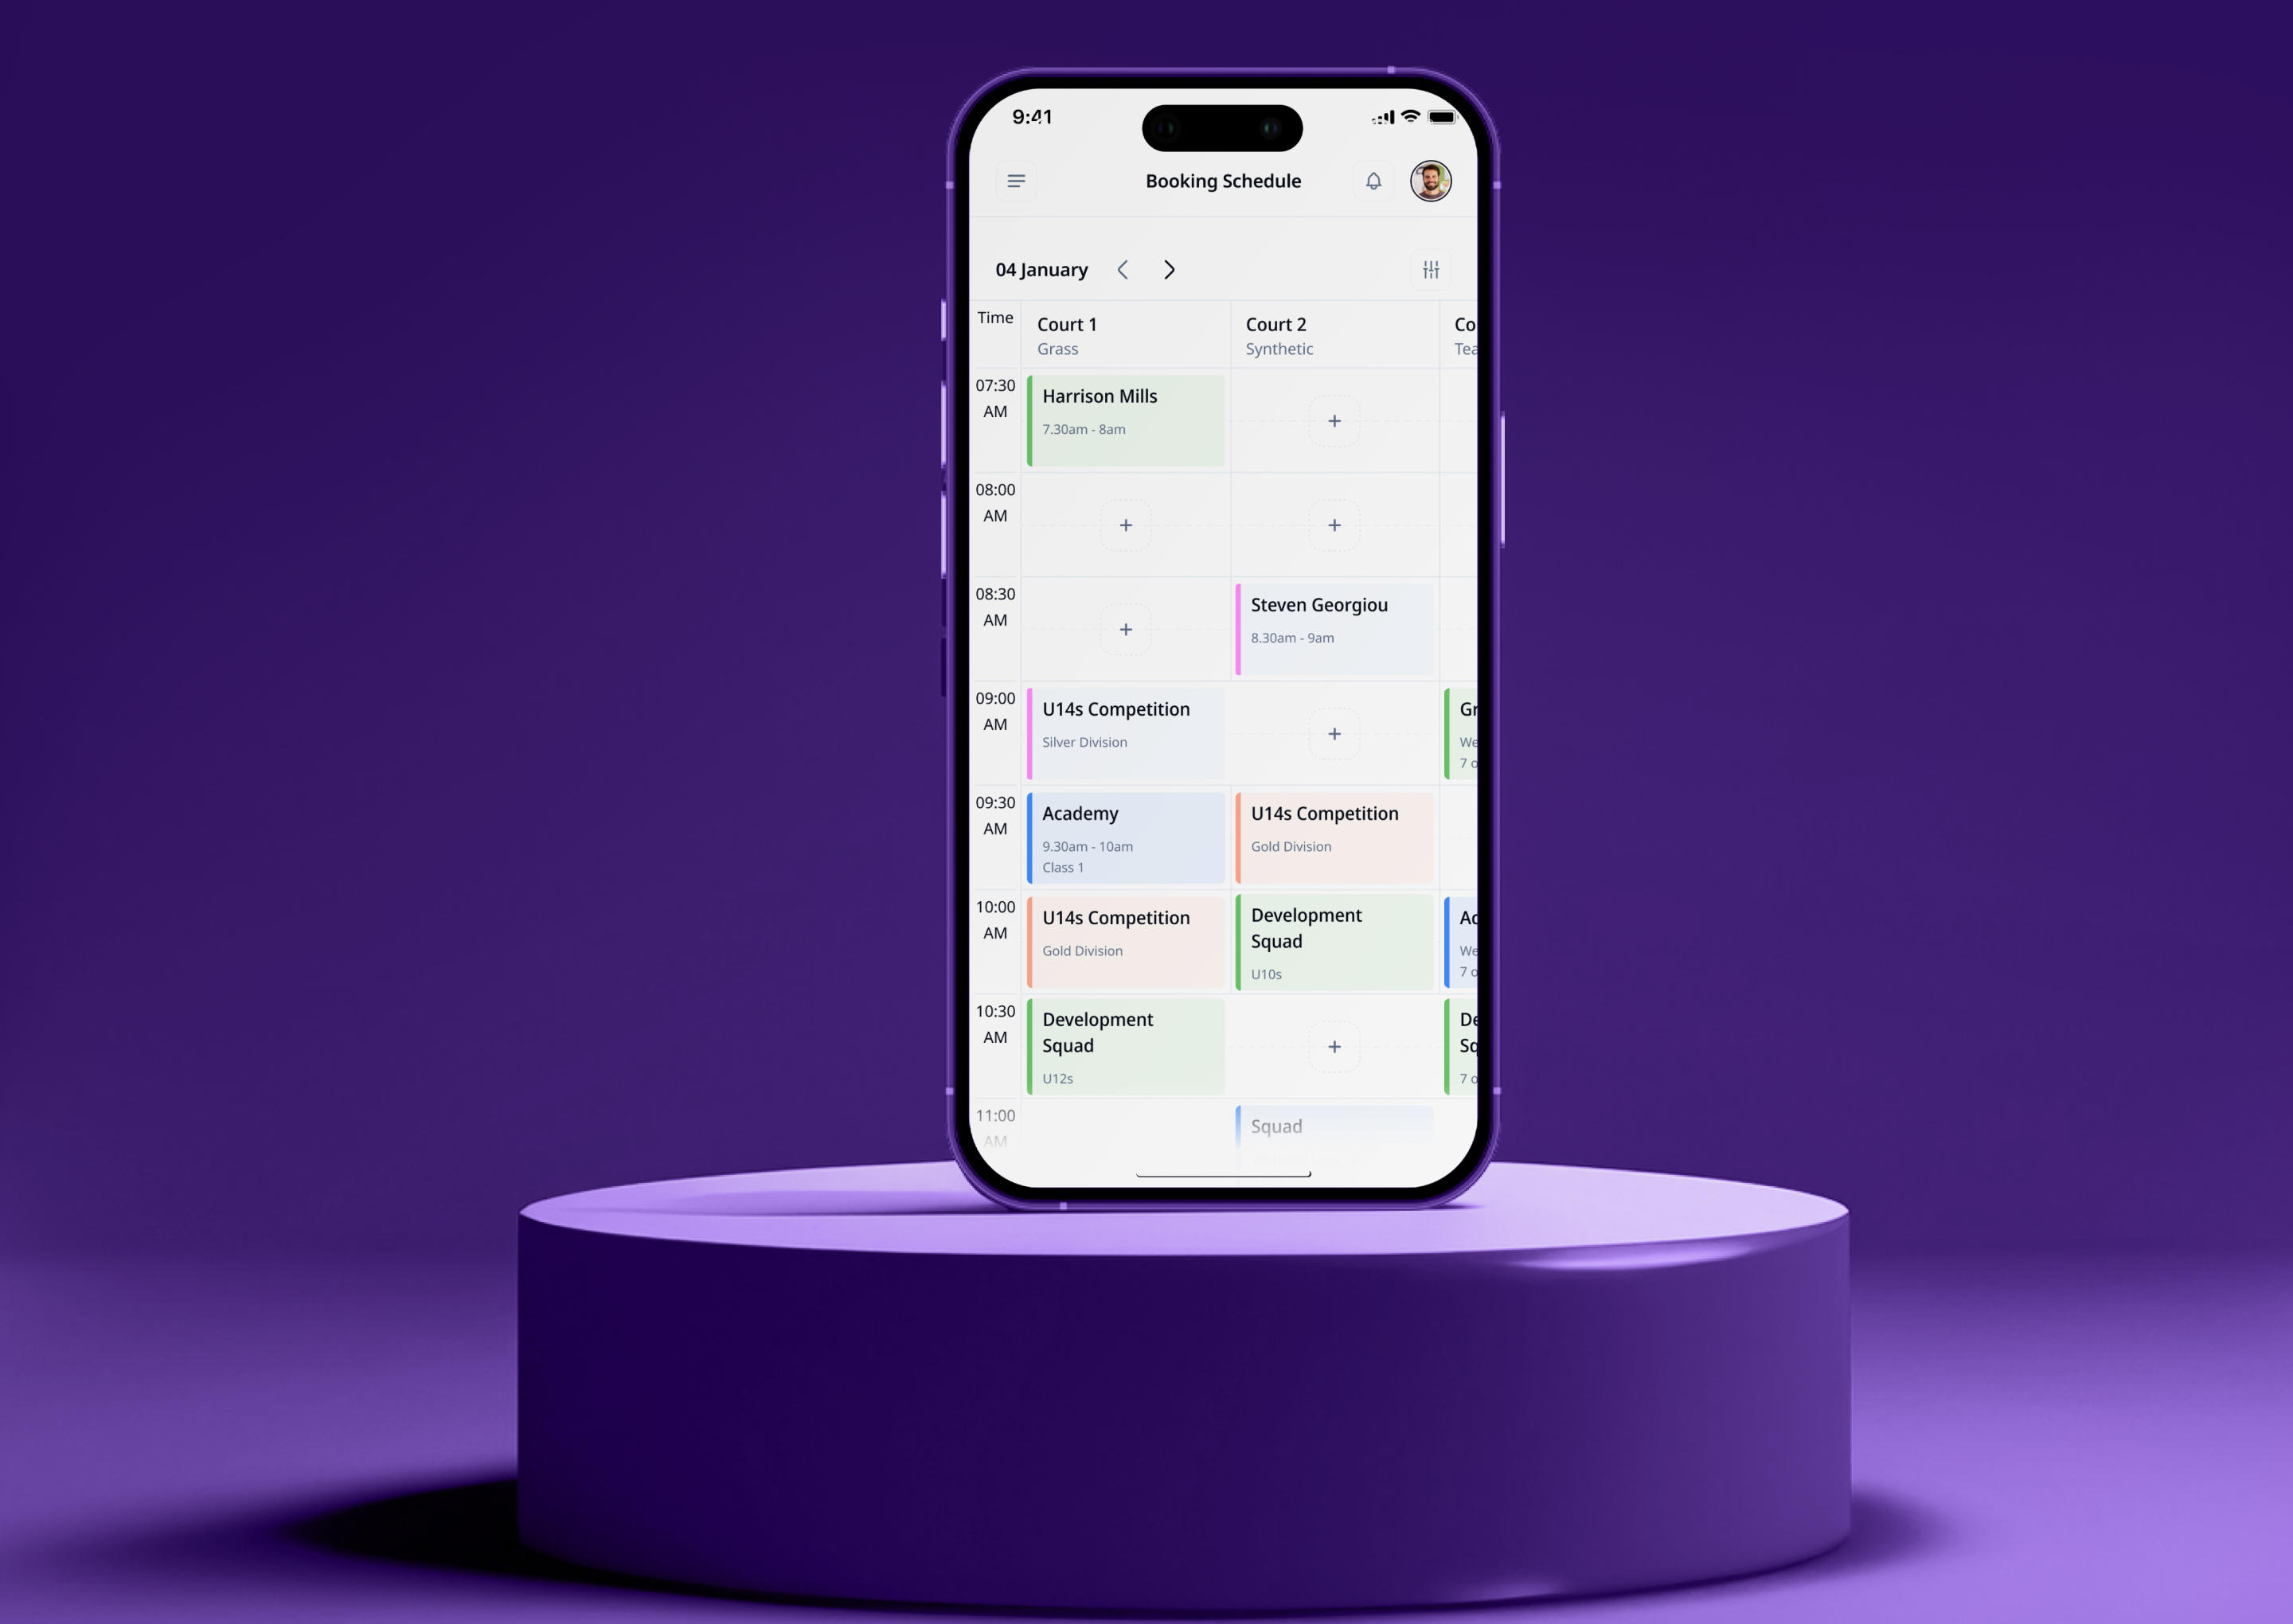 9:41
Booking Schedule
04 January
Time
Court 1
Grass
Court 2
Synthetic
Co
Tea
07:30
AM
Harrison Mills
7.30am - 8am
+
08:00
AM
+
+
08:30
AM
+
Steven Georgiou
8.30am - 9am
09:00
AM
U14s Competition
Silver Division
+
Gr
We
7 o
09:30
AM
Academy
9.30am - 10am
Class 1
U14s Competition
Gold Division
10:00
AM
U14s Competition
Gold Division
Development
Squad
U10s
Ac
We
7 o
10:30
AM
Development
Squad
U12s
+
De
Sq
7 o
11:00
AM
Squad